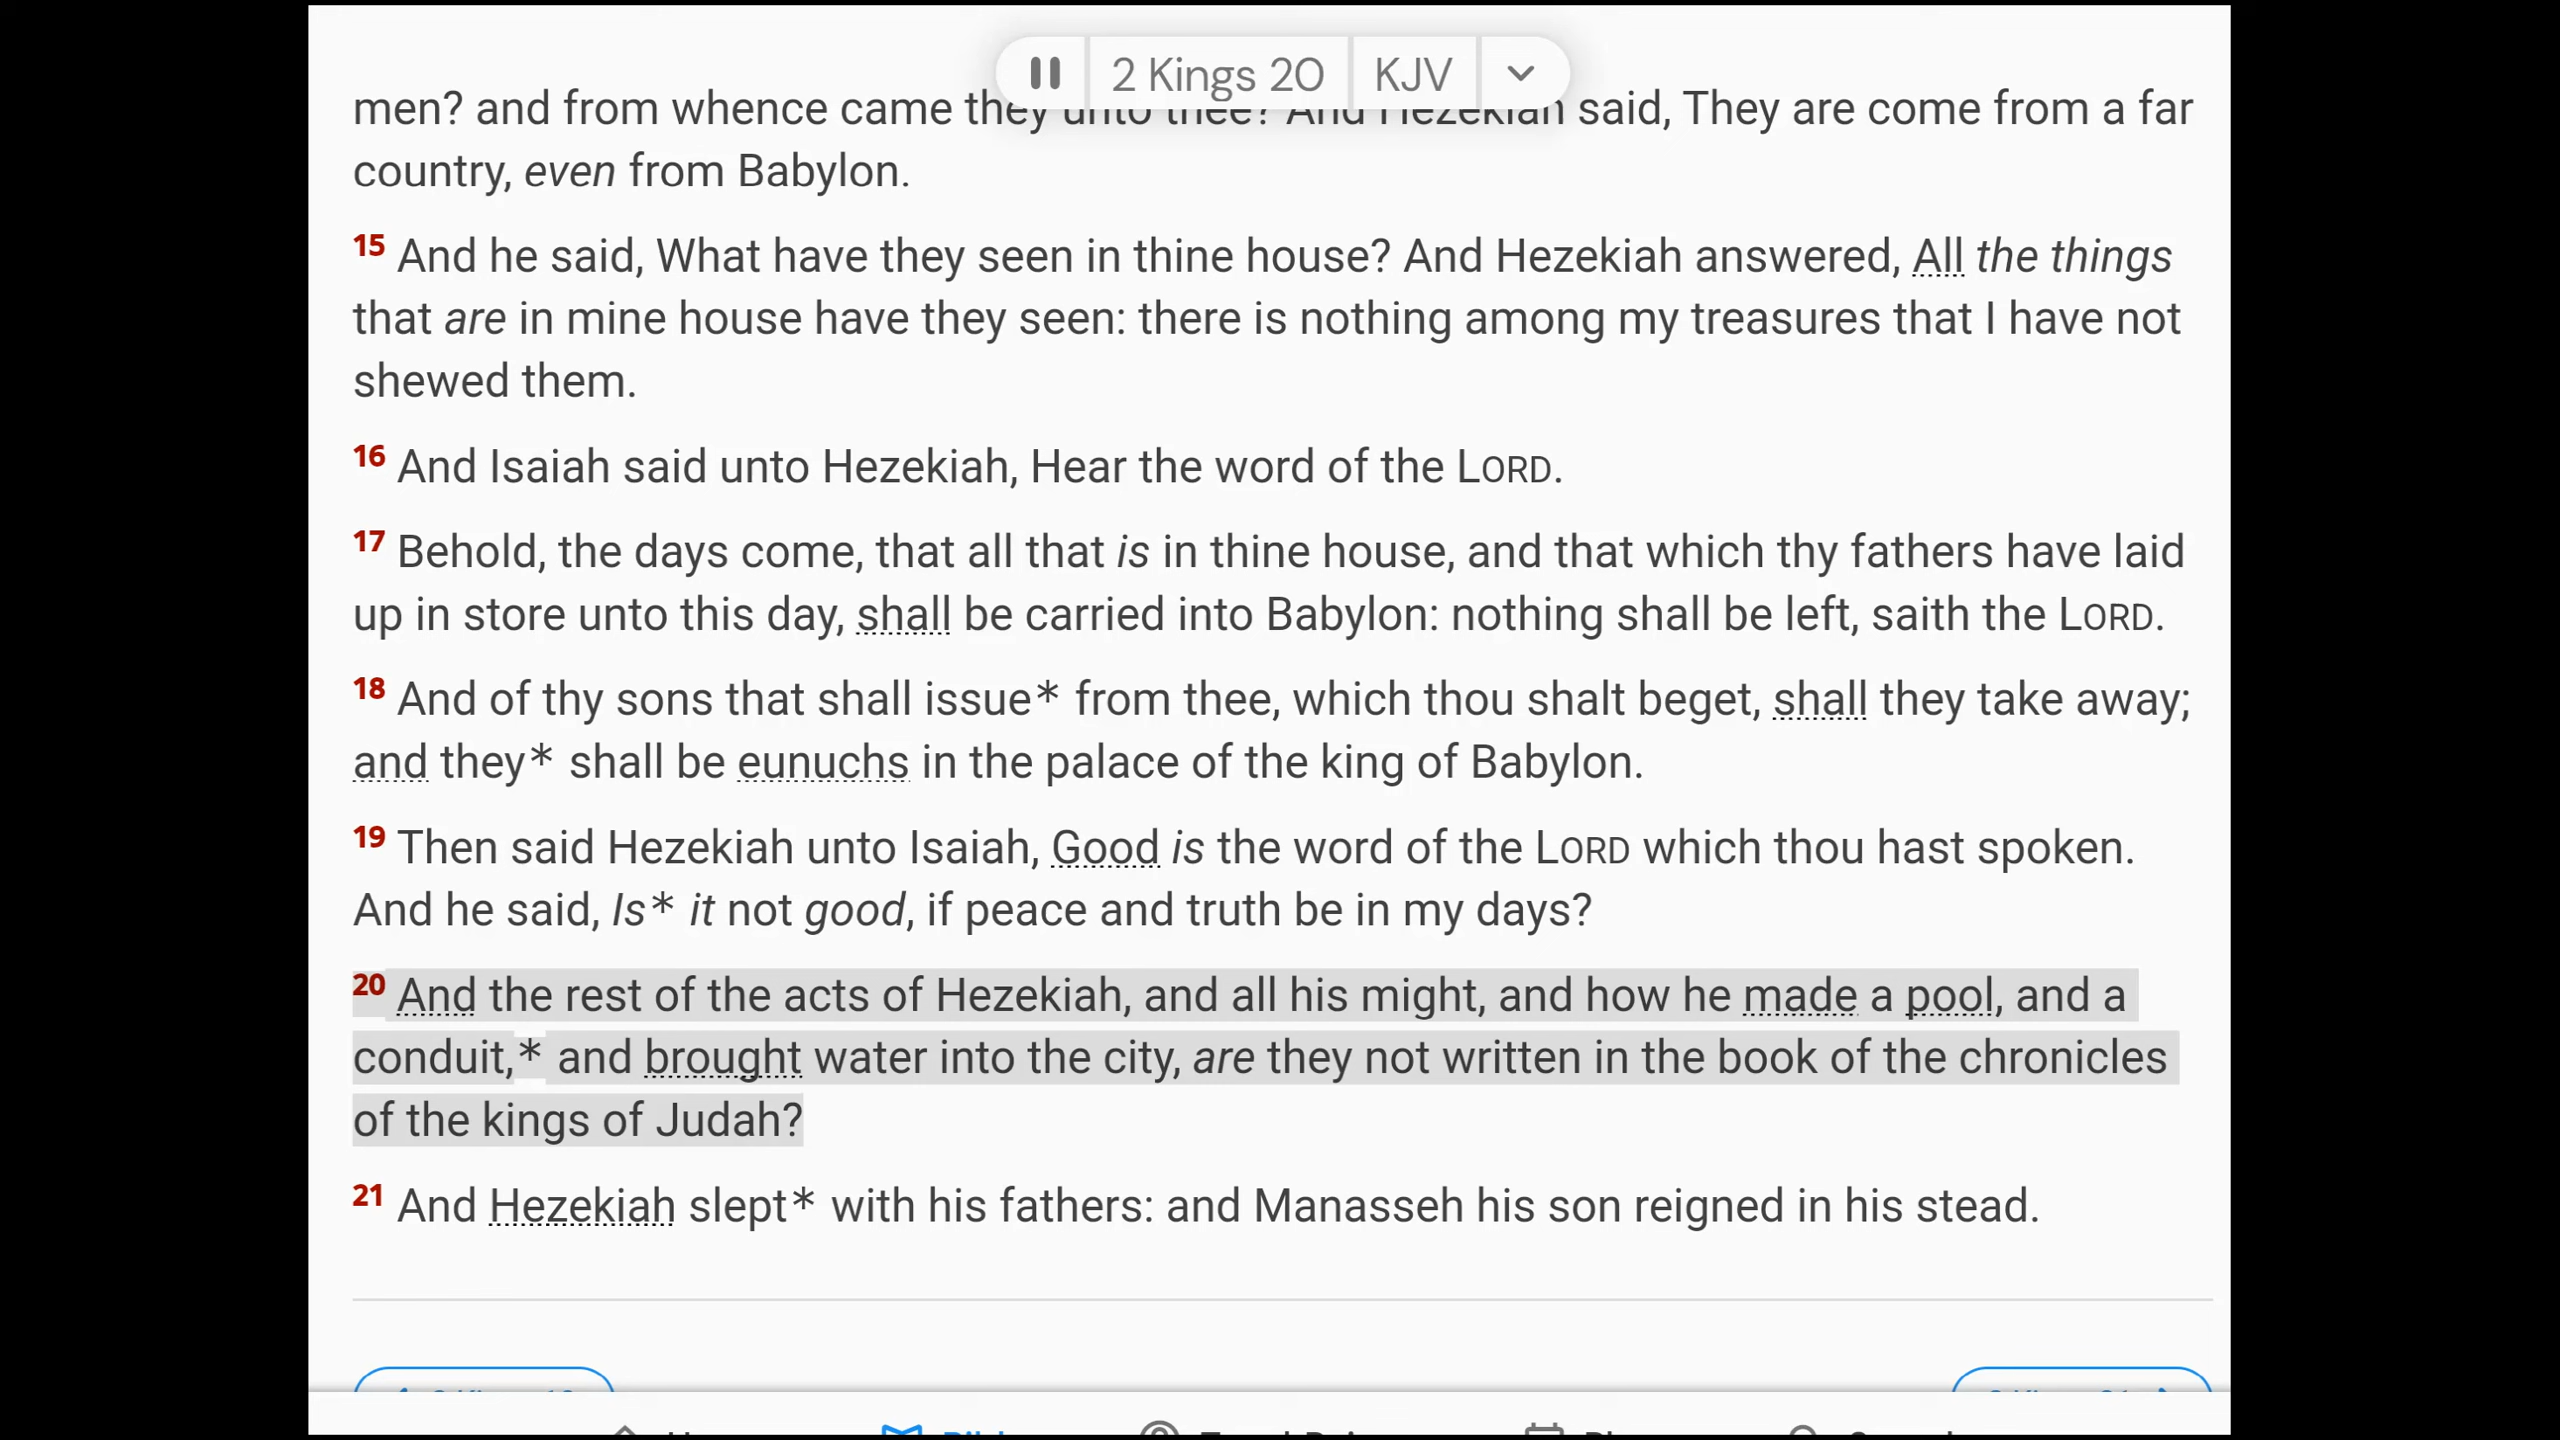 2 Kings 20 KJV
men? and from whence came they unto thee? And Hezekiah said, They are come from a far
country, even from Babylon.
15 And he said, What have they seen in thine house? And Hezekiah answered, All the things
that are in mine house have they seen: there is nothing among my treasures that I have not
shewed them.
16 And Isaiah said unto Hezekiah, Hear the word of the LORD.
17 Behold, the days come, that all that is in thine house, and that which thy fathers have laid
up in store unto this day, shall be carried into Babylon: nothing shall be left, saith the LORD.
18 And of thy sons that shall issue* from thee, which thou shalt beget, shall they take away;
and they* shall be eunuchs in the palace of the king of Babylon.
19 Then said Hezekiah unto Isaiah, Good is the word of the LORD which thou hast spoken.
And he said, Is* it not good, if peace and truth be in my days?
20 And the rest of the acts of Hezekiah, and all his might, and how he made a pool, and a
conduit,* and brought water into the city, are they not written in the book of the chronicles
of the kings of Judah?
21 And Hezekiah slept* with his fathers: and Manasseh his son reigned in his stead.